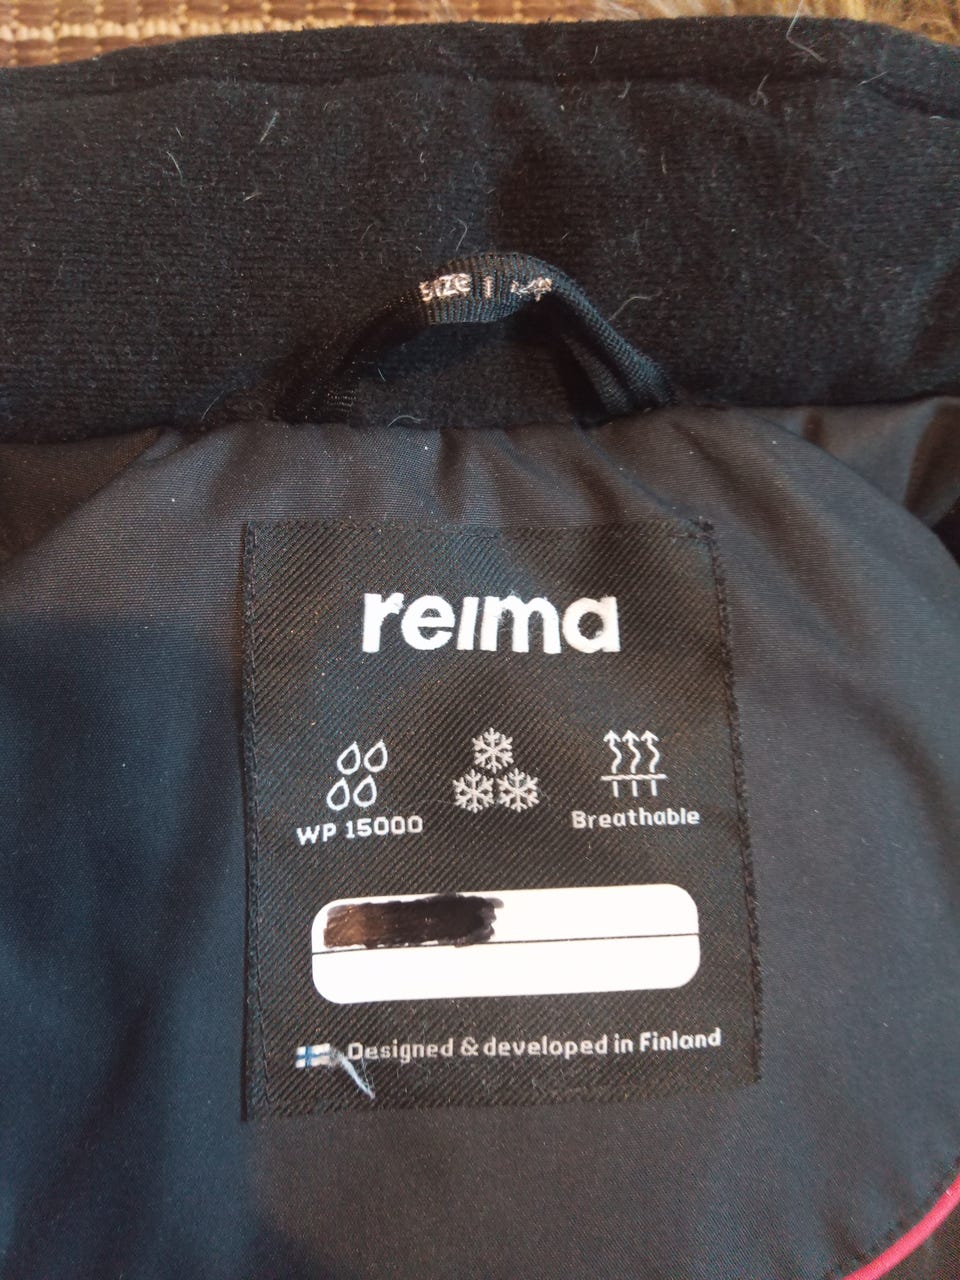 SIZE
reima
WP 15000
Breathable
Designed & developed in Finland